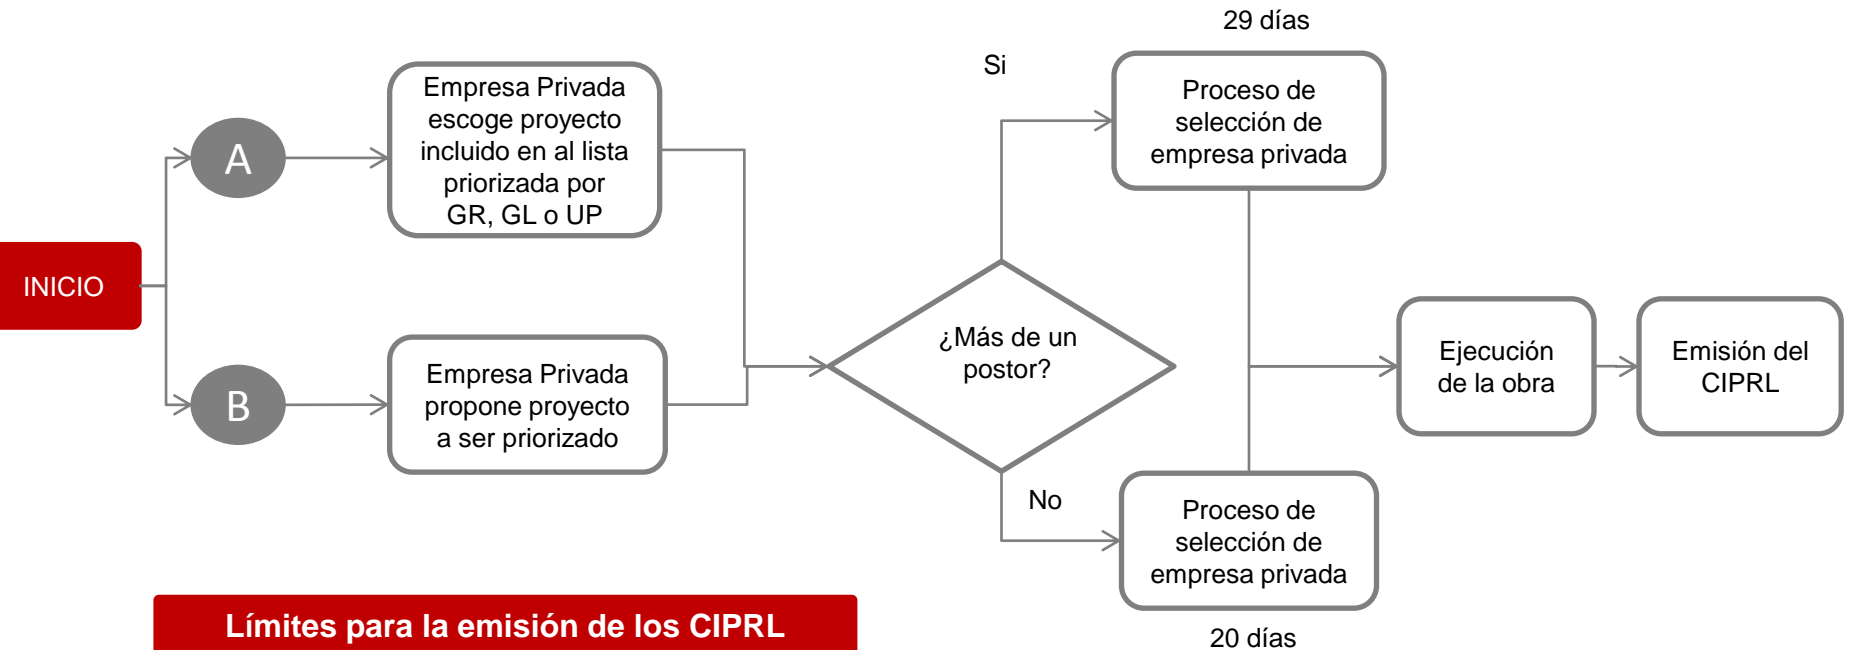 INICIO
A
Empresa Privada
escoge proyecto
incluido en al lista
priorizada por
GR, GL o UP
B
Empresa Privada
propone proyecto
a ser priorizado
¿Más de un
postor?
Si
29 días
Proceso de
selección de
empresa privada
No
Proceso de
selección de
empresa privada
20 días
Ejecución
de la obra
Emisión del
CIPRL
Límites para la emisión de los CIPRL